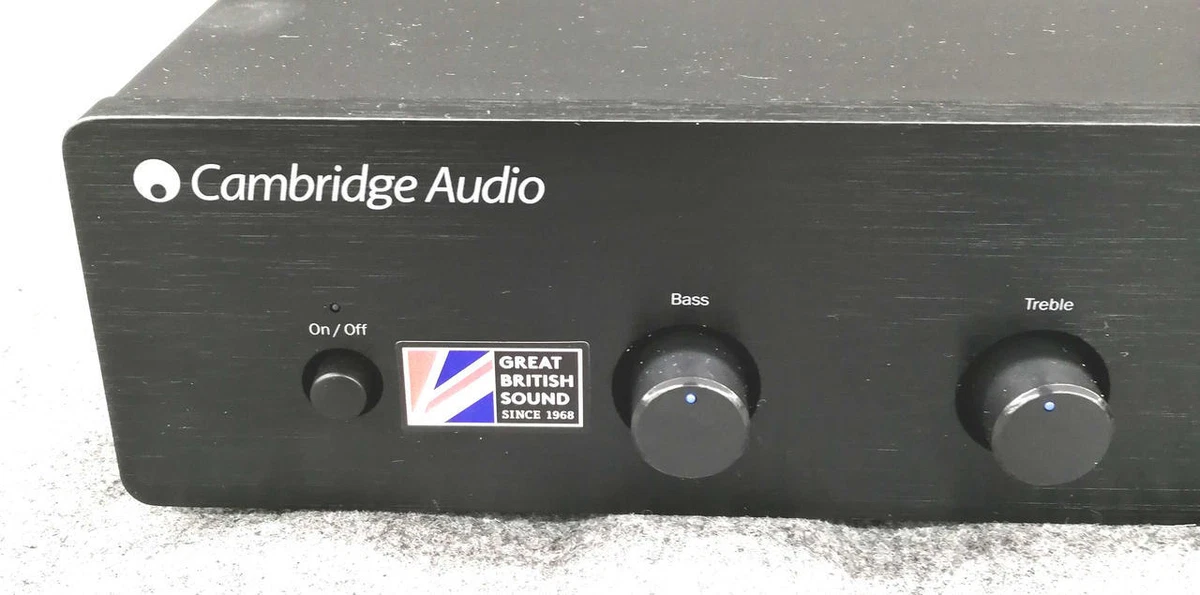 Cambridge Audio
On / Off
GREAT
BRITISH
SOUND
SINCE 1968
Bass
Treble